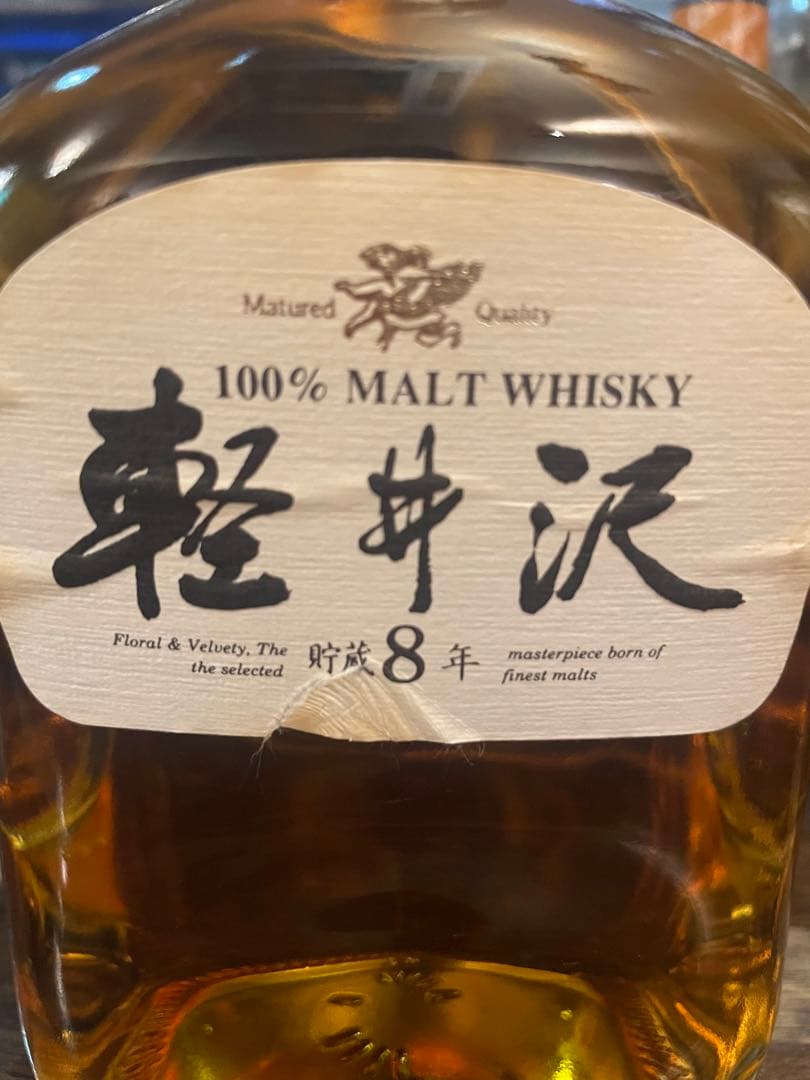 Matured Quality
100% MALT WHISKY
軽井沢
Floral & Velvety, The 貯蔵8年 masterpiece born of
the selected finest malts